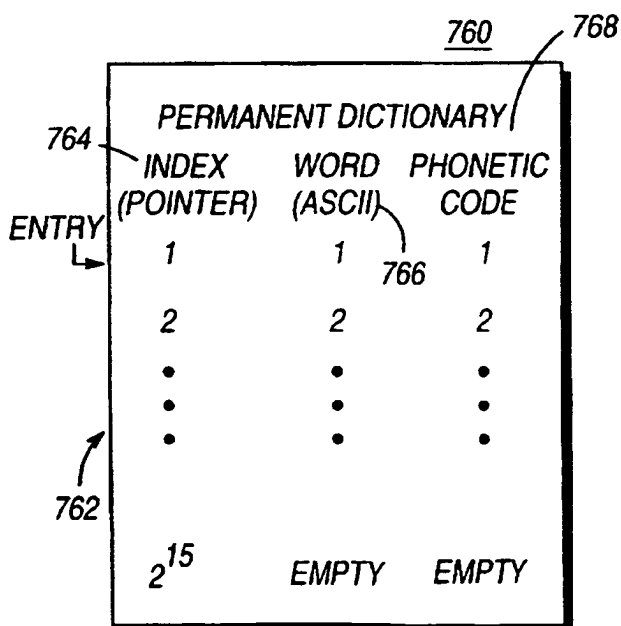 760
768
PERMANENT DICTIONARY
764
INDEX WORD PHONETIC
(POINTER) (ASCII) CODE
ENTRY
1 1 1
766
2 2 2
762
2^15 EMPTY EMPTY